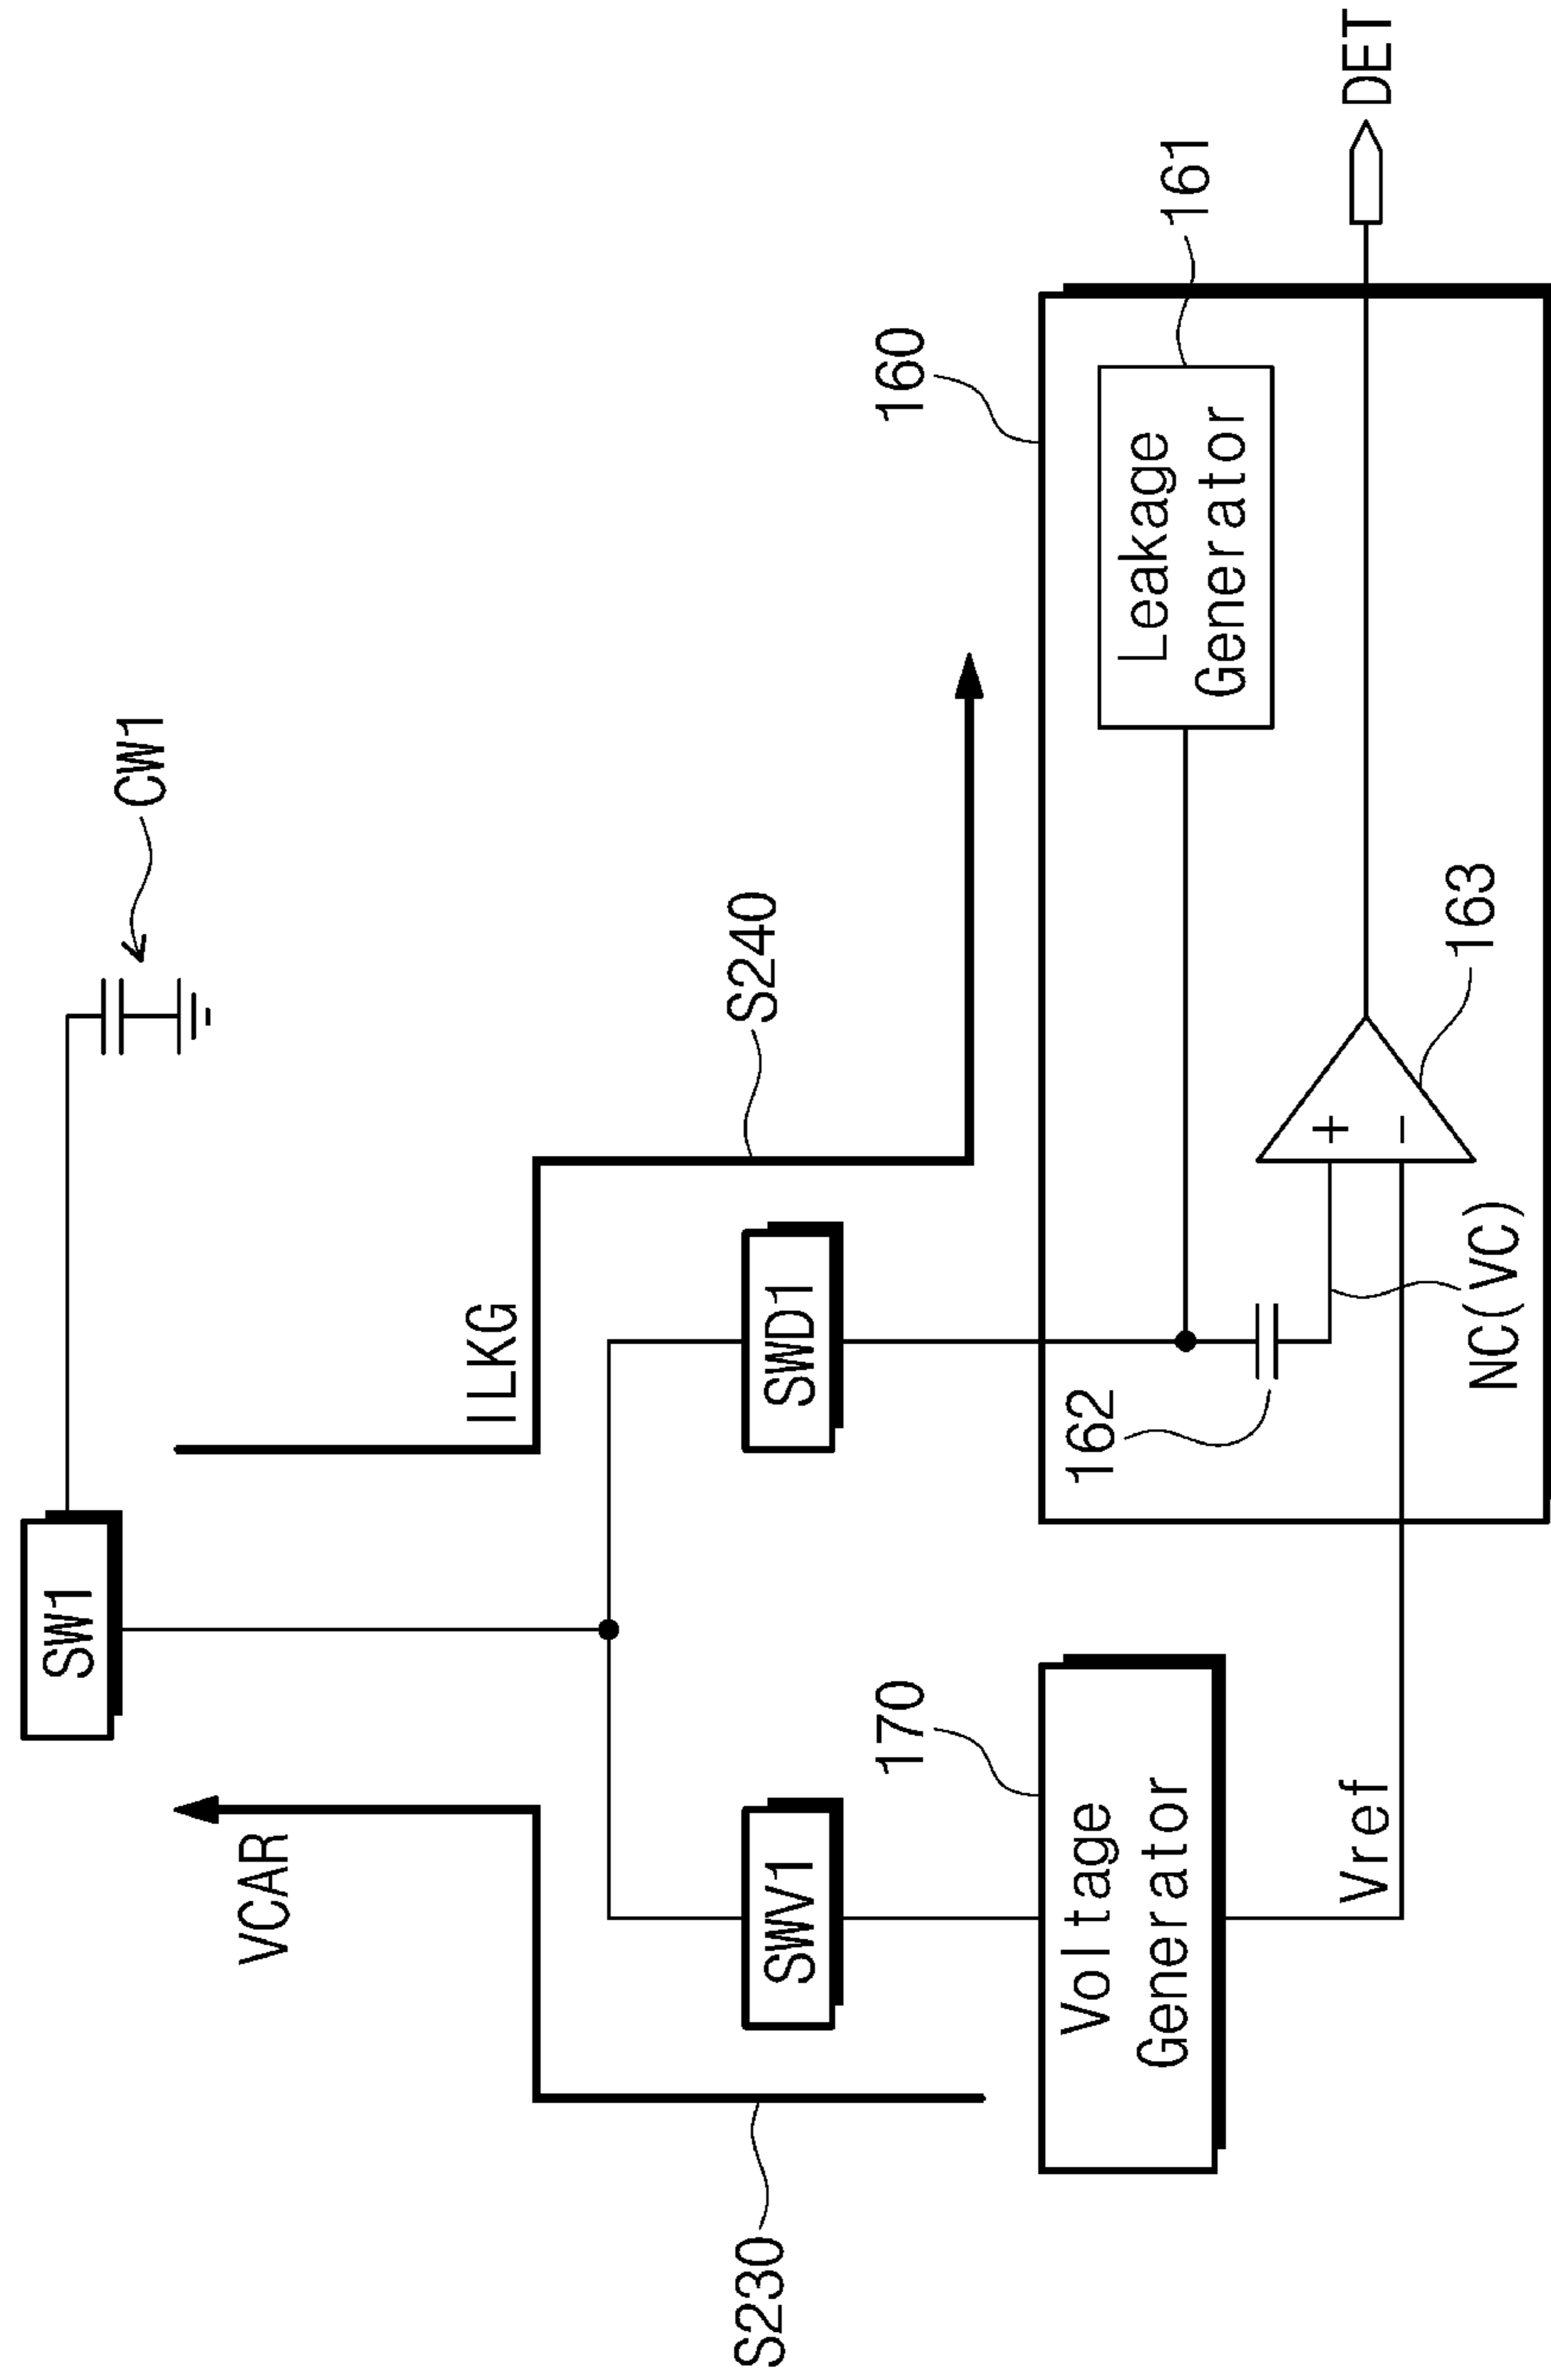 SW1
CW1
VCAR
ILKG
S230
SWV1
SWD1
S240
170
160
Voltage
Generator
162
Leakage
Generator
161
Vref
+
-
DET
NC(VC)
163